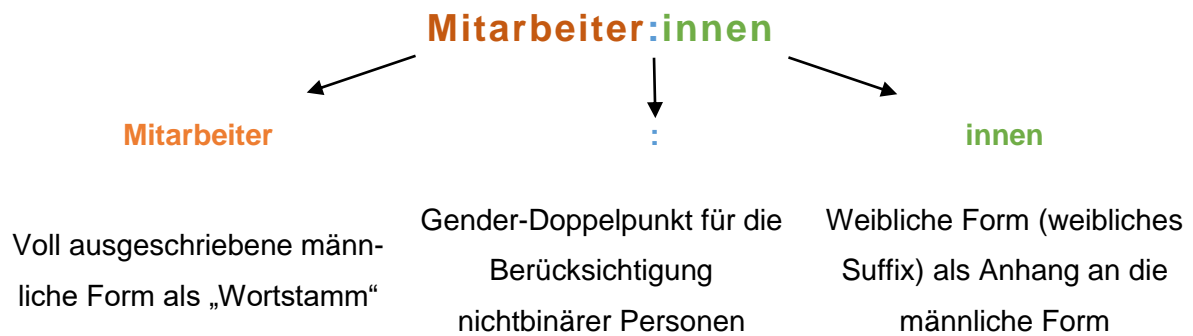 Mitarbeiter:innen
Mitarbeiter
:
innen
Voll ausgeschriebene männ-
liche Form als „Wortstamm“
Gender-Doppelpunkt für die
Berücksichtigung
nichtbinärer Personen
Weibliche Form (weibliches
Suffix) als Anhang an die
männliche Form